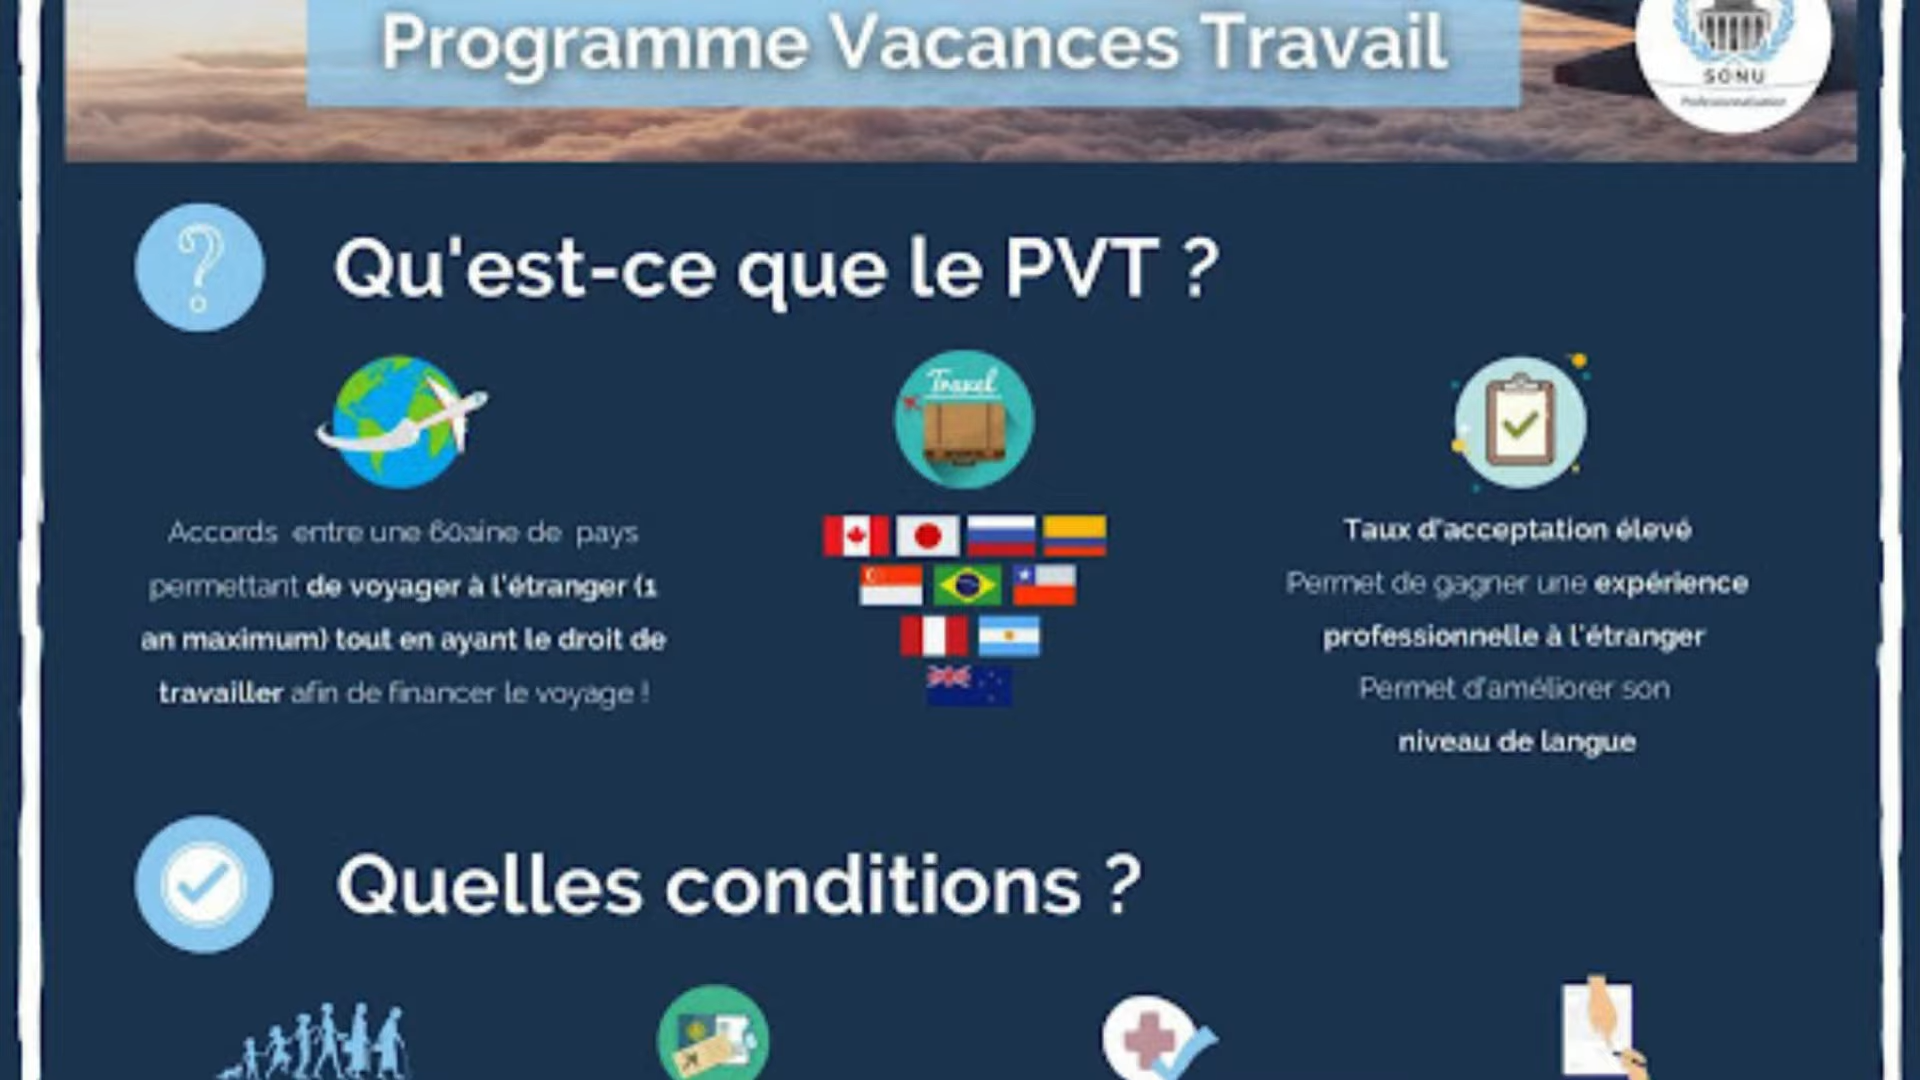 Programme Vacances Travail
SONU
Professionnalisation
Qu'est-ce que le PVT ?
Travel
Accords entre une 60aine de pays
permettant de voyager à l'étranger (1
an maximum) tout en ayant le droit de
travailler afin de financer le voyage !
Taux d'acceptation élevé
Permet de gagner une expérience
professionnelle à l'étranger
Permet d'améliorer son
niveau de langue
Quelles conditions ?